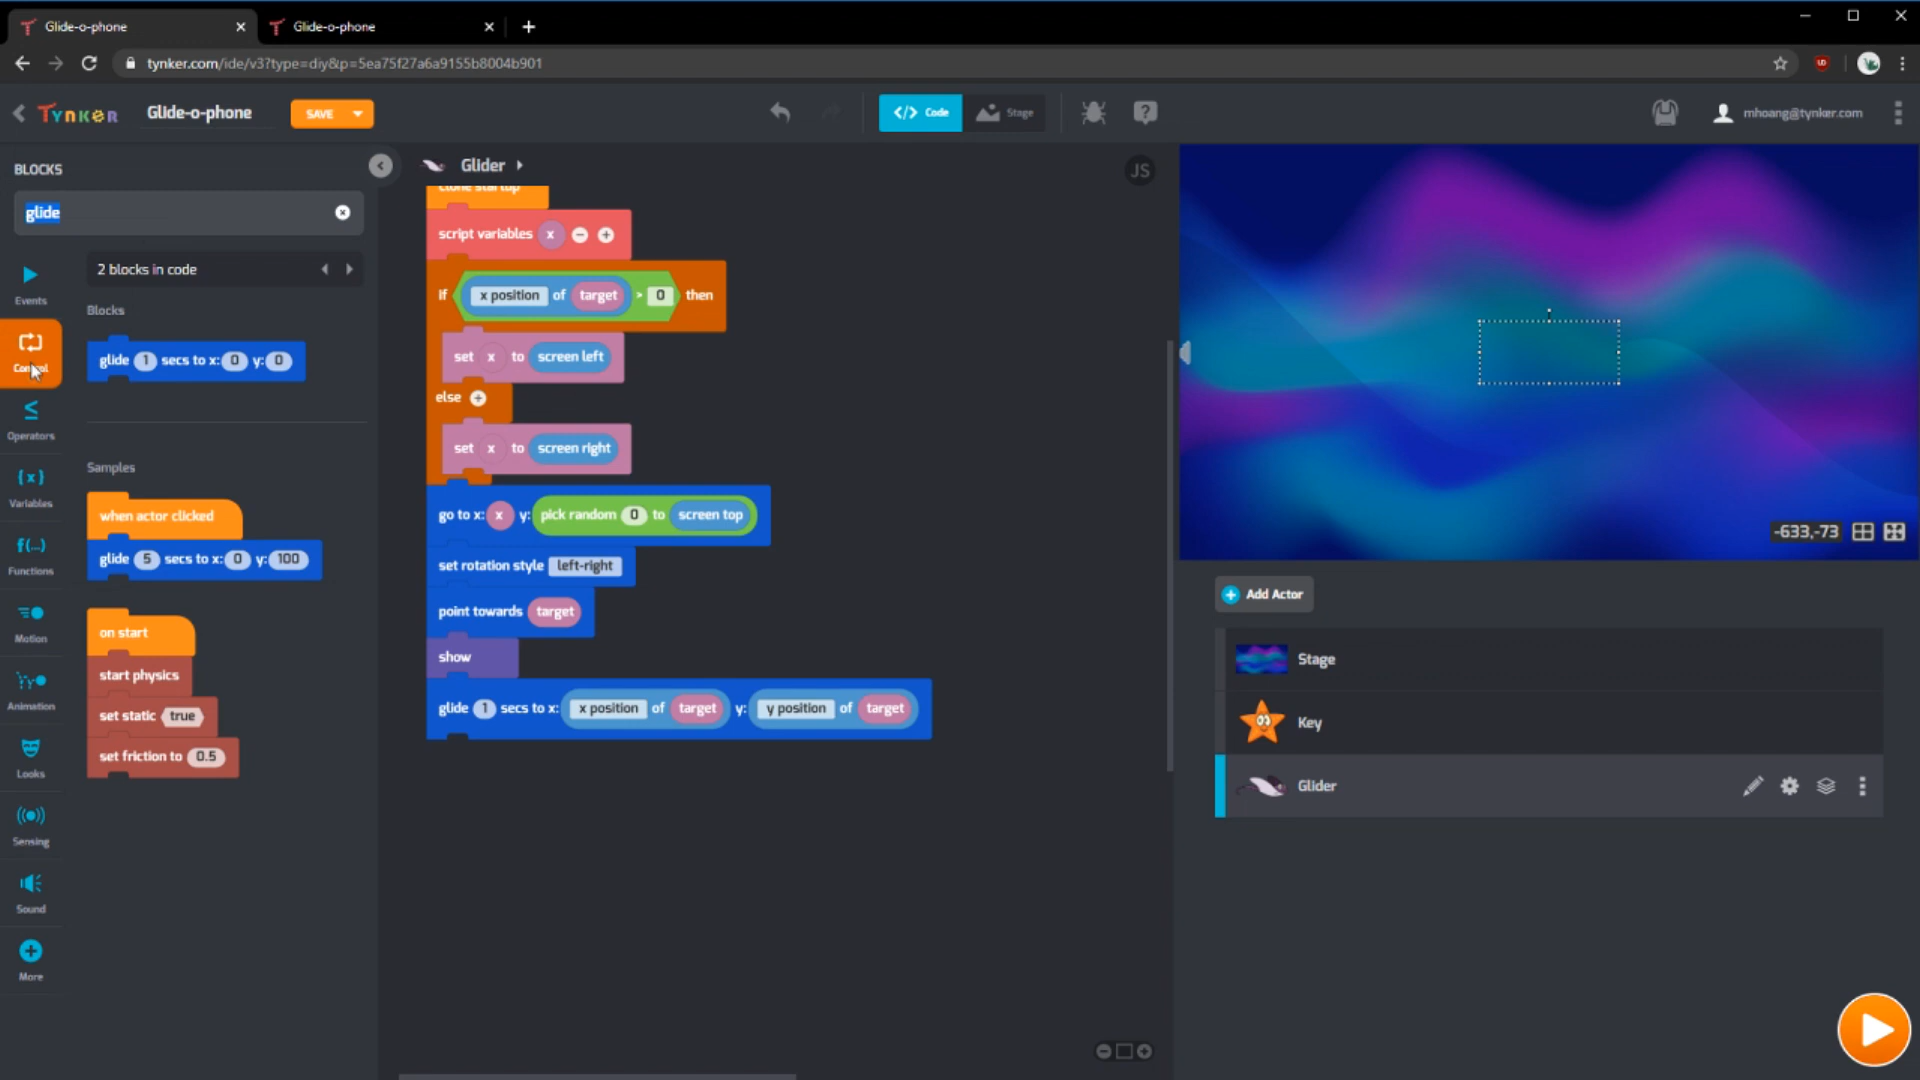 Glide-o-phone
Glide-o-phone
tynker.com/ide/v3?type=diy&p=5ea75f27a6a9155b8004b901
TYNKER
Glide-o-phone
SAVE
</> Code
Stage
mhoang@tynker.com
BLOCKS
glide
2 blocks in code
Blocks
glide 1 secs to x: 0 y: 0
Samples
when actor clicked
glide 5 secs to x: 0 y: 100
on start
start physics
set static true
set friction to 0.5
Events
Control
Operators
{x}
Variables
f(...)
Functions
Motion
Animation
Looks
Sensing
Sound
More
Glider
JS
clone startup
script variables x
If x position of target > 0 then
set x to screen left
else
set x to screen right
go to x: x y: pick random 0 to screen top
set rotation style left-right
point towards target
show
glide 1 secs to x: x position of target y: y position of target
-633,-73
Add Actor
Stage
Key
Glider